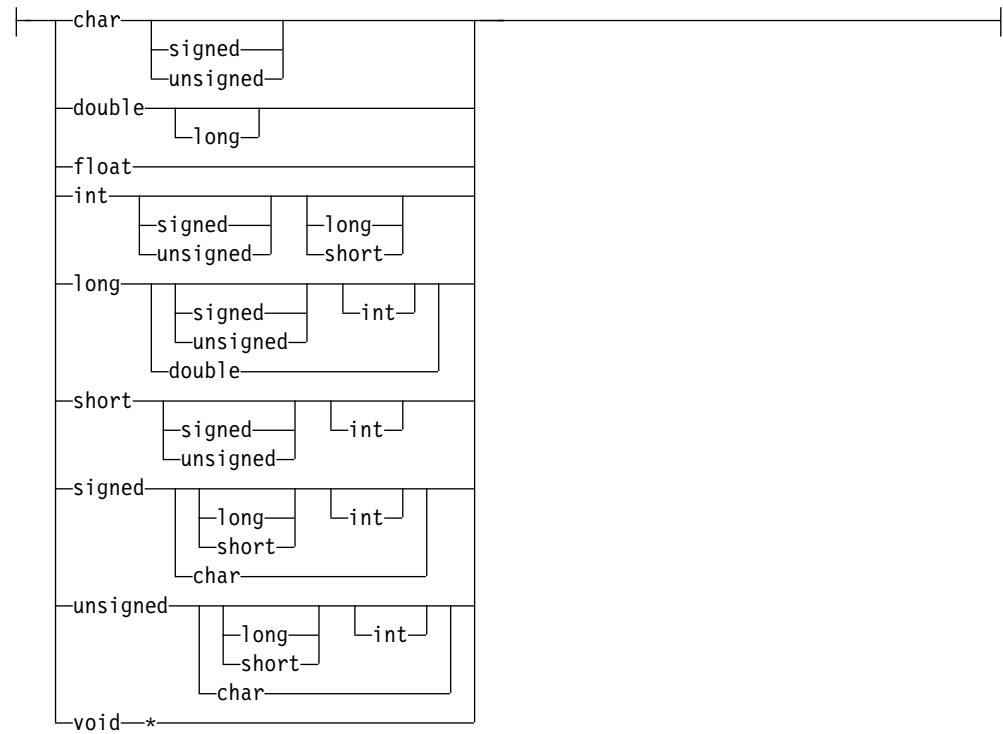 char
signed
unsigned
double
long
float
int
signed long
unsigned short
long
signed int
unsigned
double
short
signed int
unsigned
signed
long int
short
char
unsigned
long int
short
char
void *